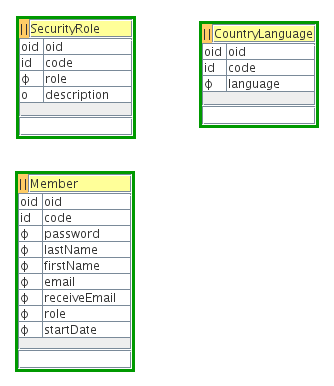 || SecurityRole
oid oid
id code
ϕ role
o description
|| CountryLanguage
oid oid
id code
ϕ language
|| Member
oid oid
id code
ϕ password
ϕ lastName
ϕ firstName
ϕ email
ϕ receiveEmail
ϕ role
ϕ startDate